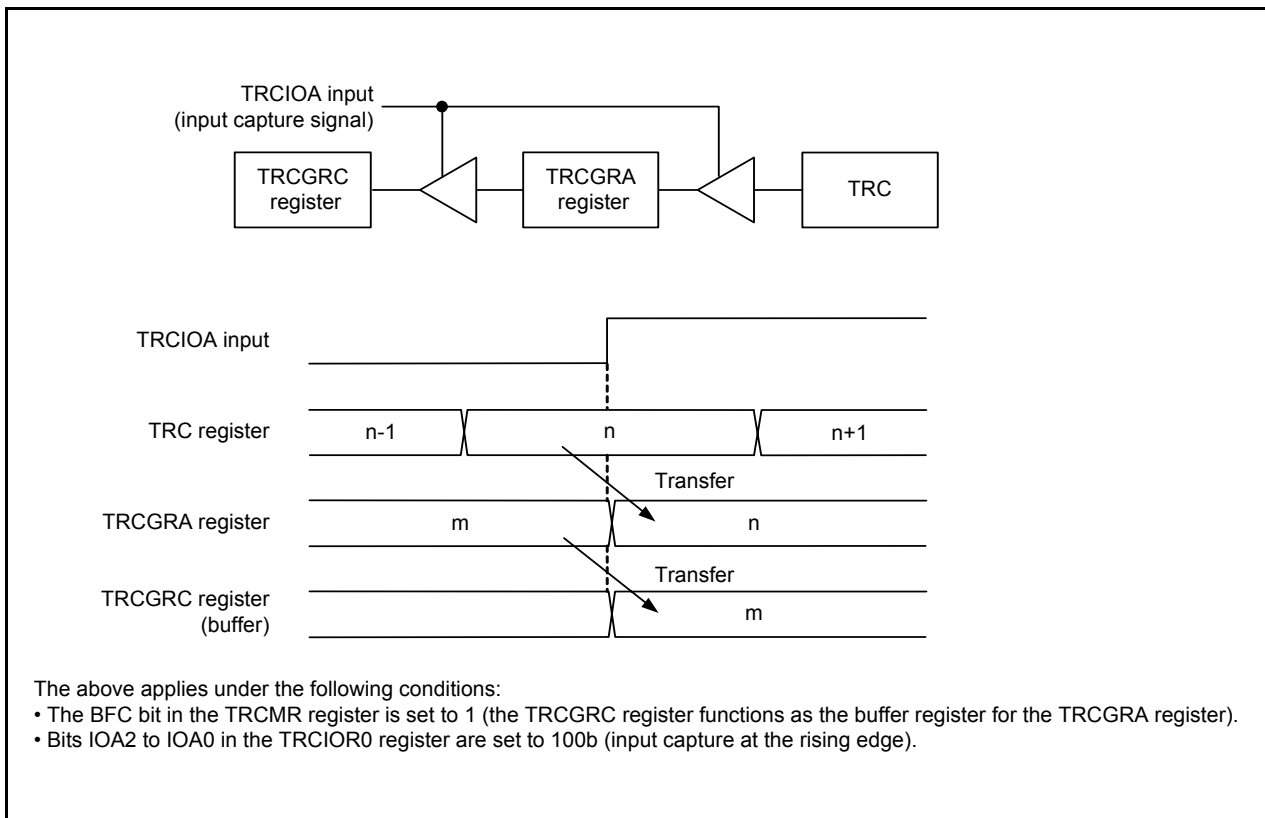 TRCIOA input
(input capture signal)
TRCGRC
register
TRCGRA
register
TRC
TRCIOA input
TRC register
n-1
n
n+1
Transfer
TRCGRA register
m
n
Transfer
TRCGRC register
(buffer)
m
The above applies under the following conditions:
• The BFC bit in the TRCMR register is set to 1 (the TRCGRC register functions as the buffer register for the TRCGRA register).
• Bits IOA2 to IOA0 in the TRCIOR0 register are set to 100b (input capture at the rising edge).